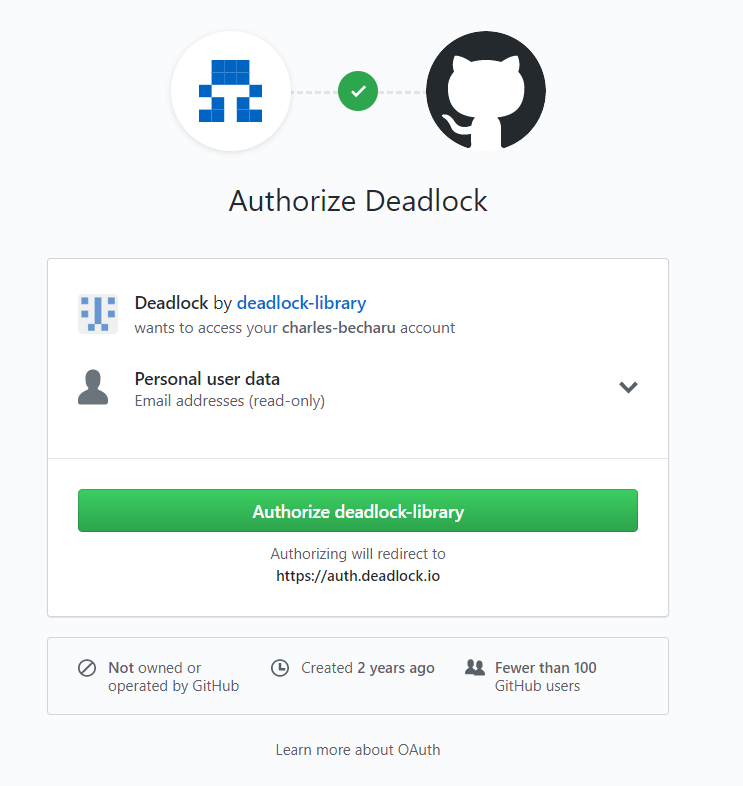 Authorize Deadlock
Deadlock by deadlock-library
wants to access your charles-becharu account
Personal user data
Email addresses (read-only)
Authorize deadlock-library
Authorizing will redirect to
https://auth.deadlock.io
Not owned or
operated by GitHub
Created 2 years ago
Fewer than 100
GitHub users
Learn more about OAuth